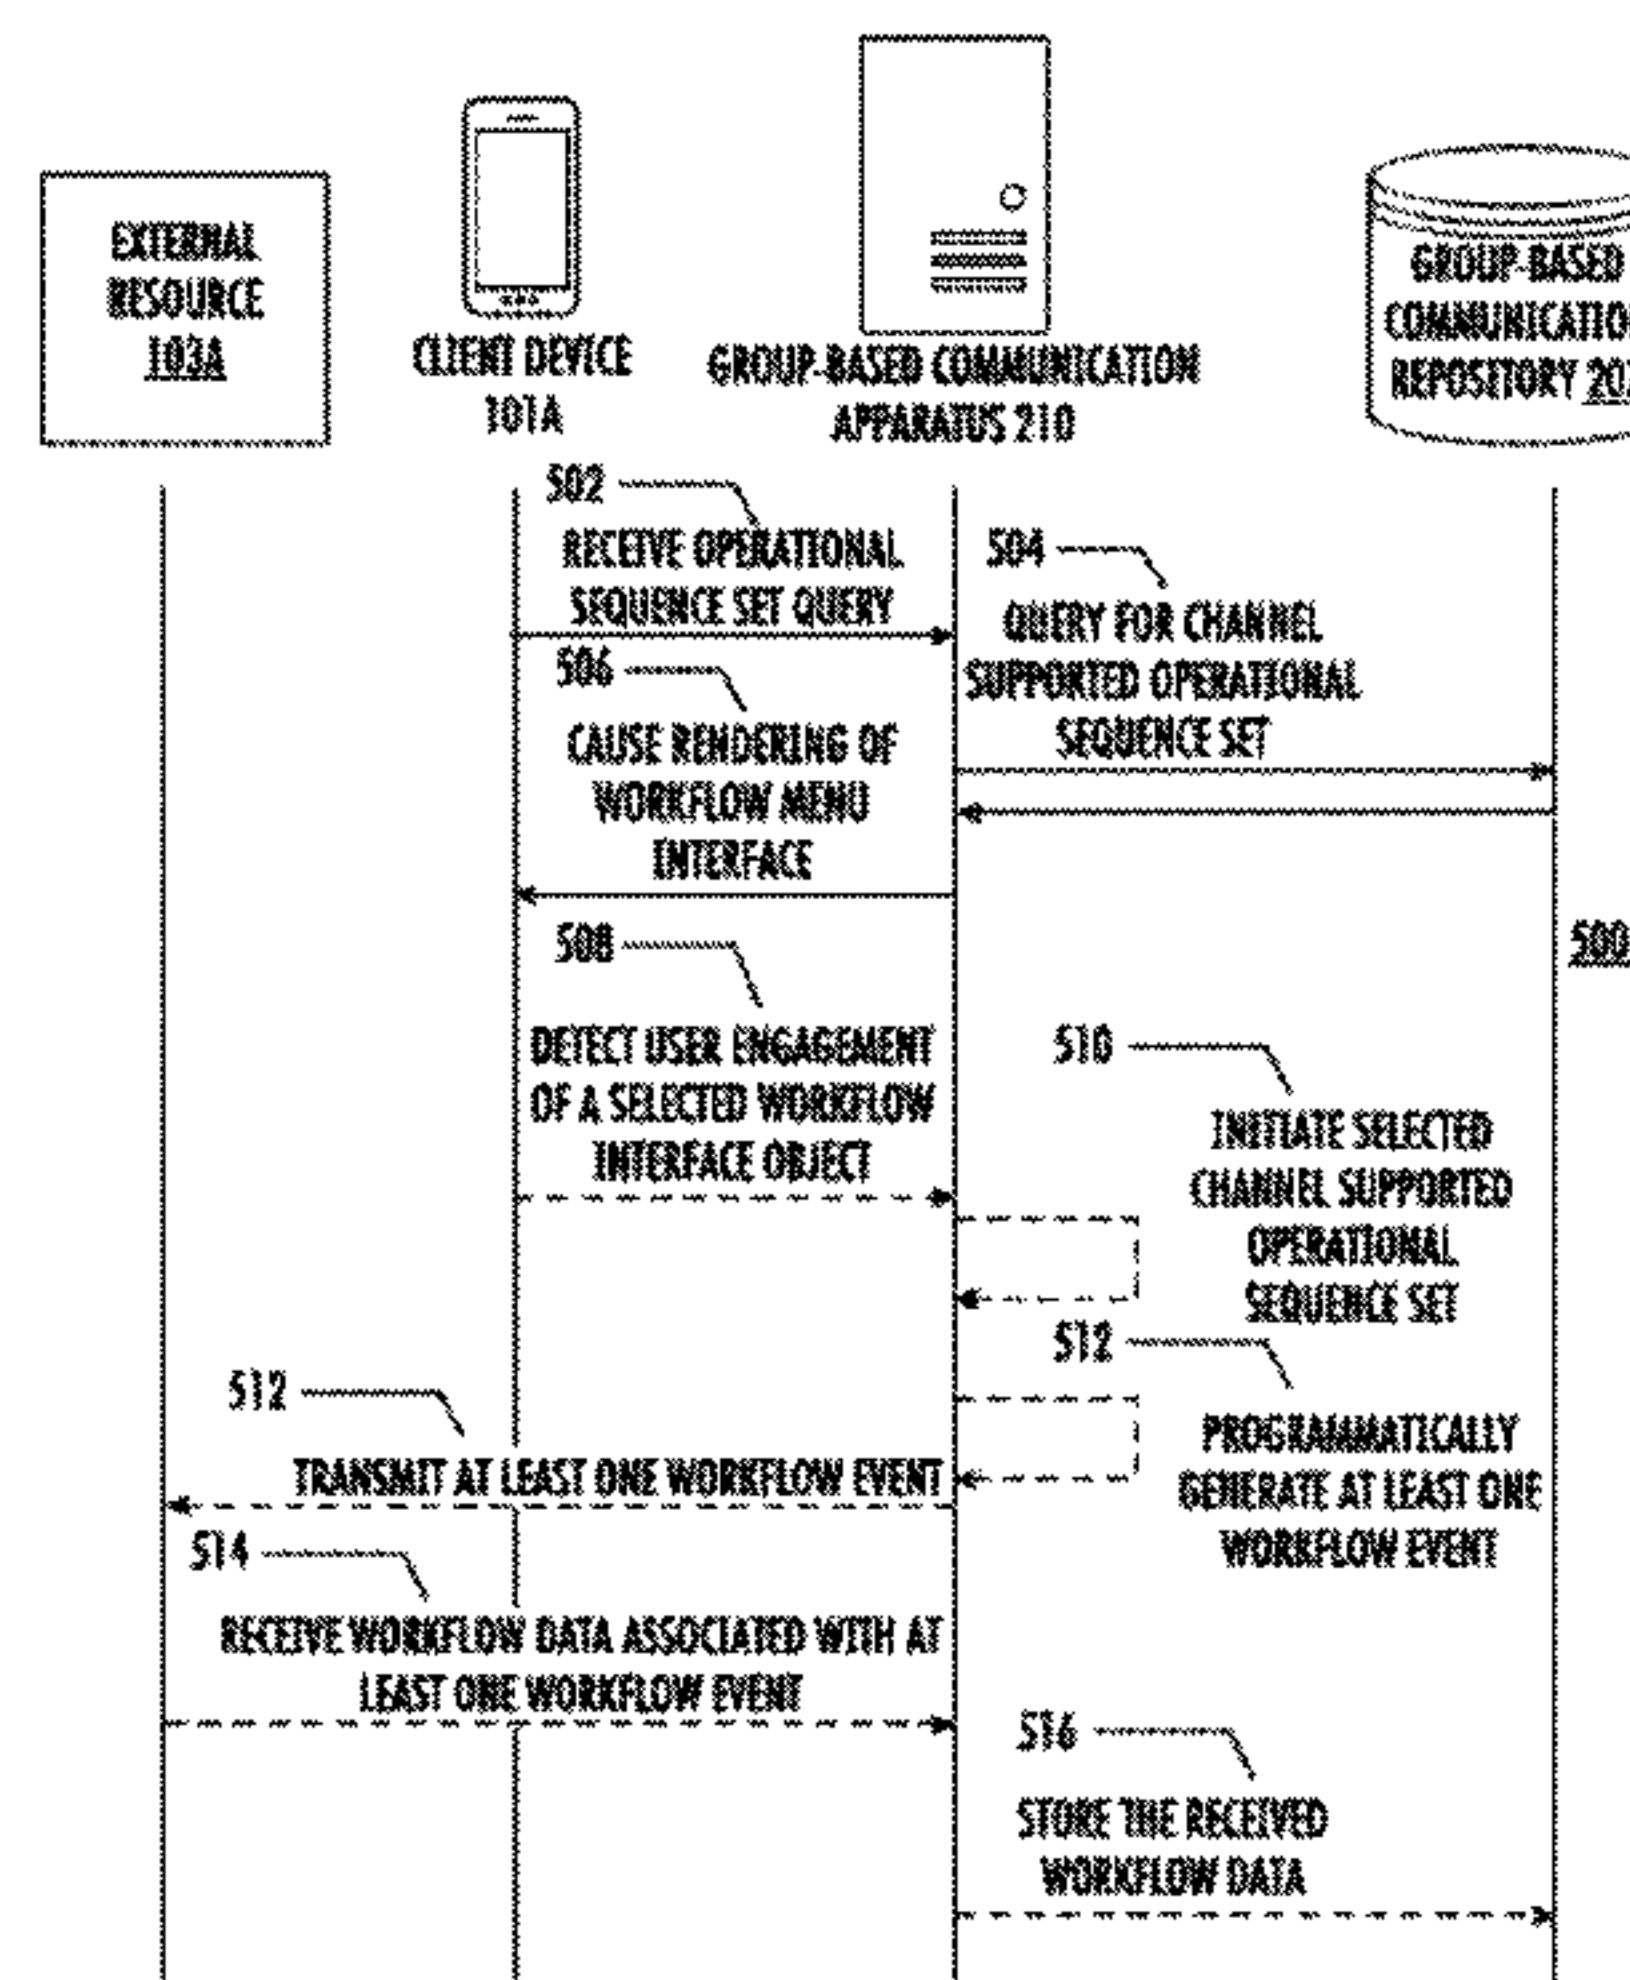 EXTERNAL
RESOURCE
103A
CLIENT DEVICE
101A
GROUP-BASED COMMUNICATION
APPARATUS 210
GROUP-BASED
COMMUNICATIO
REPOSITORY 20
502
RECEIVE OPERATIONAL
SEQUENCE SET QUERY
504
QUERY FOR CHANNEL
SUPPORTED OPERATIONAL
SEQUENCE SET
506
CAUSE RENDERING OF
WORKFLOW MENU
INTERFACE
500
508
DETECT USER ENGAGEMENT
OF A SELECTED WORKFLOW
INTERFACE OBJECT
510
INITIATE SELECTED
CHANNEL SUPPORTED
OPERATIONAL
SEQUENCE SET
512
PROGRAMMATICALLY
GENERATE AT LEAST ONE
WORKFLOW EVENT
512
TRANSMIT AT LEAST ONE WORKFLOW EVENT
514
RECEIVE WORKFLOW DATA ASSOCIATED WITH AT
LEAST ONE WORKFLOW EVENT
516
STORE THE RECEIVED
WORKFLOW DATA